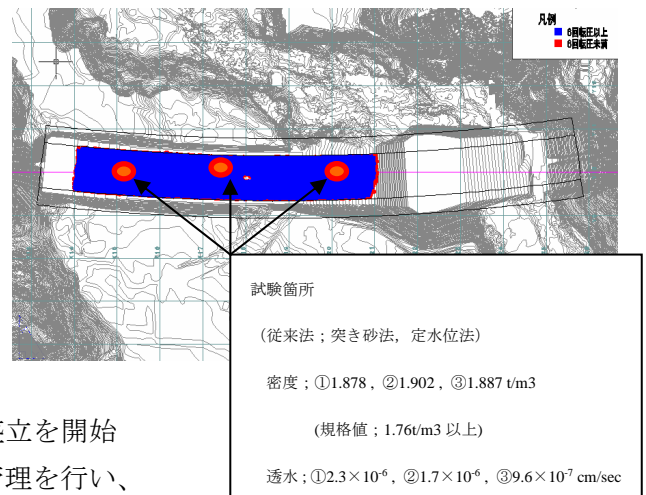 凡例
6回転圧以上
6回転圧未満
試験箇所
(従来法；突き砂法，定水位法)
密度；①1.878 , ②1.902 , ③1.887 t/m3
(規格値；1.76t/m3 以上)
透水；①2.3×10⁻⁶ , ②1.7×10⁻⁶ , ③9.6×10⁻⁷ cm/sec
立を開始
理を行い、